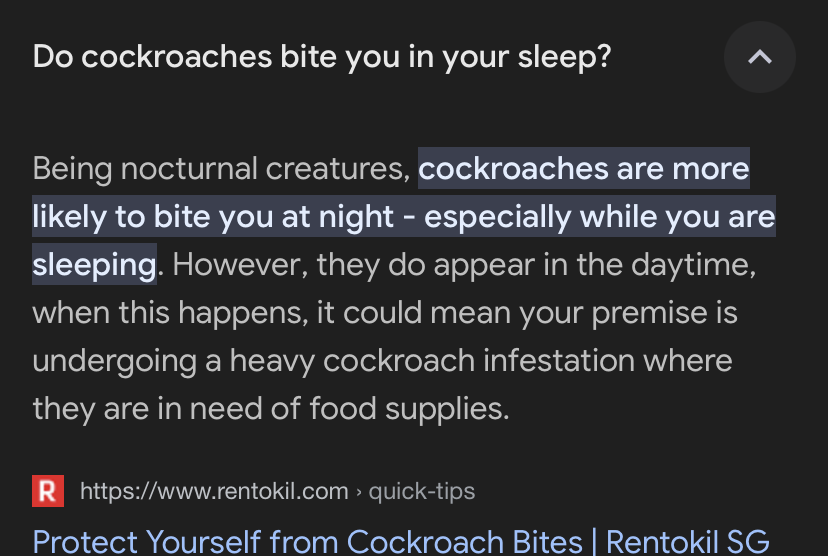 Do cockroaches bite you in your sleep?
Being nocturnal creatures, cockroaches are more
likely to bite you at night - especially while you are
sleeping. However, they do appear in the daytime,
when this happens, it could mean your premise is
undergoing a heavy cockroach infestation where
they are in need of food supplies.
R https://www.rentokil.com › quick-tips
Protect Yourself from Cockroach Bites | Rentokil SG